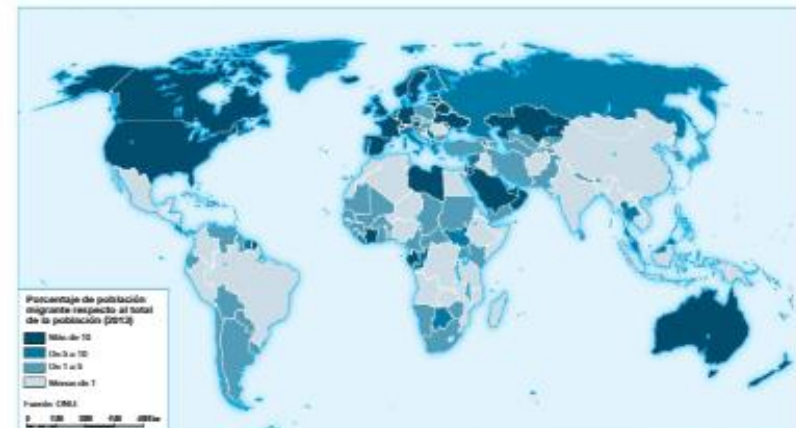 Porcentaje de población
migrante respecto al total
de la población (2013)
Más de 10
De 5 a 10
De 1 a 5
Menos de 1
Fuente: ONU.
0